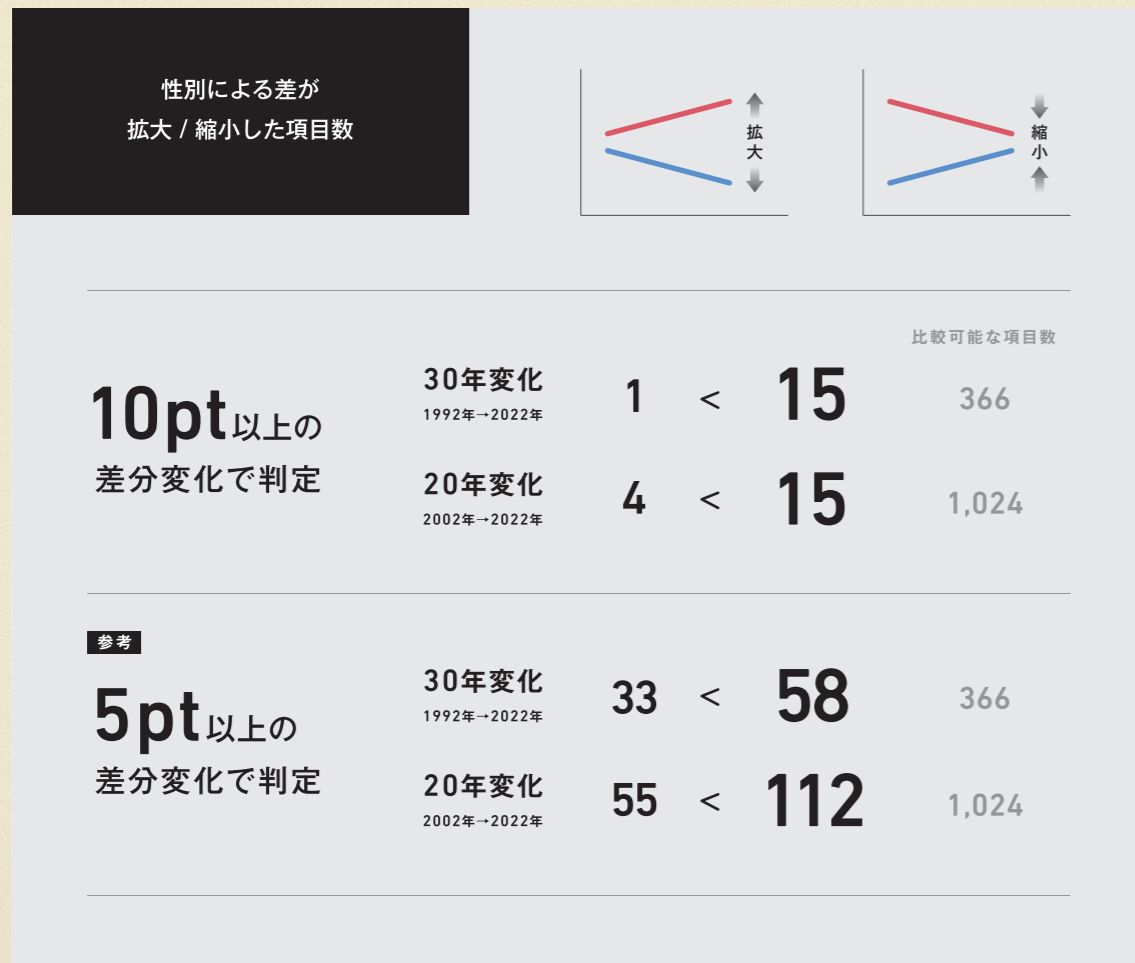 性別による差が
拡大 / 縮小した項目数
拡大
縮小
比較可能な項目数
10pt以上の
差分変化で判定
30年変化
1992年→2022年
1 < 15
366
20年変化
2002年→2022年
4 < 15
1,024
参考
5pt以上の
差分変化で判定
30年変化
1992年→2022年
33 < 58
366
20年変化
2002年→2022年
55 < 112
1,024